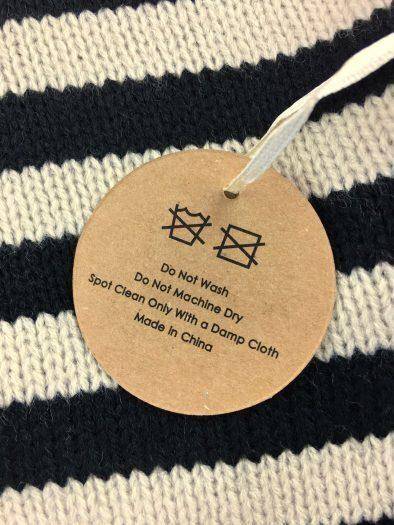 Do Not Wash
Do Not Machine Dry
Spot Clean Only With a Damp Cloth
Made in China